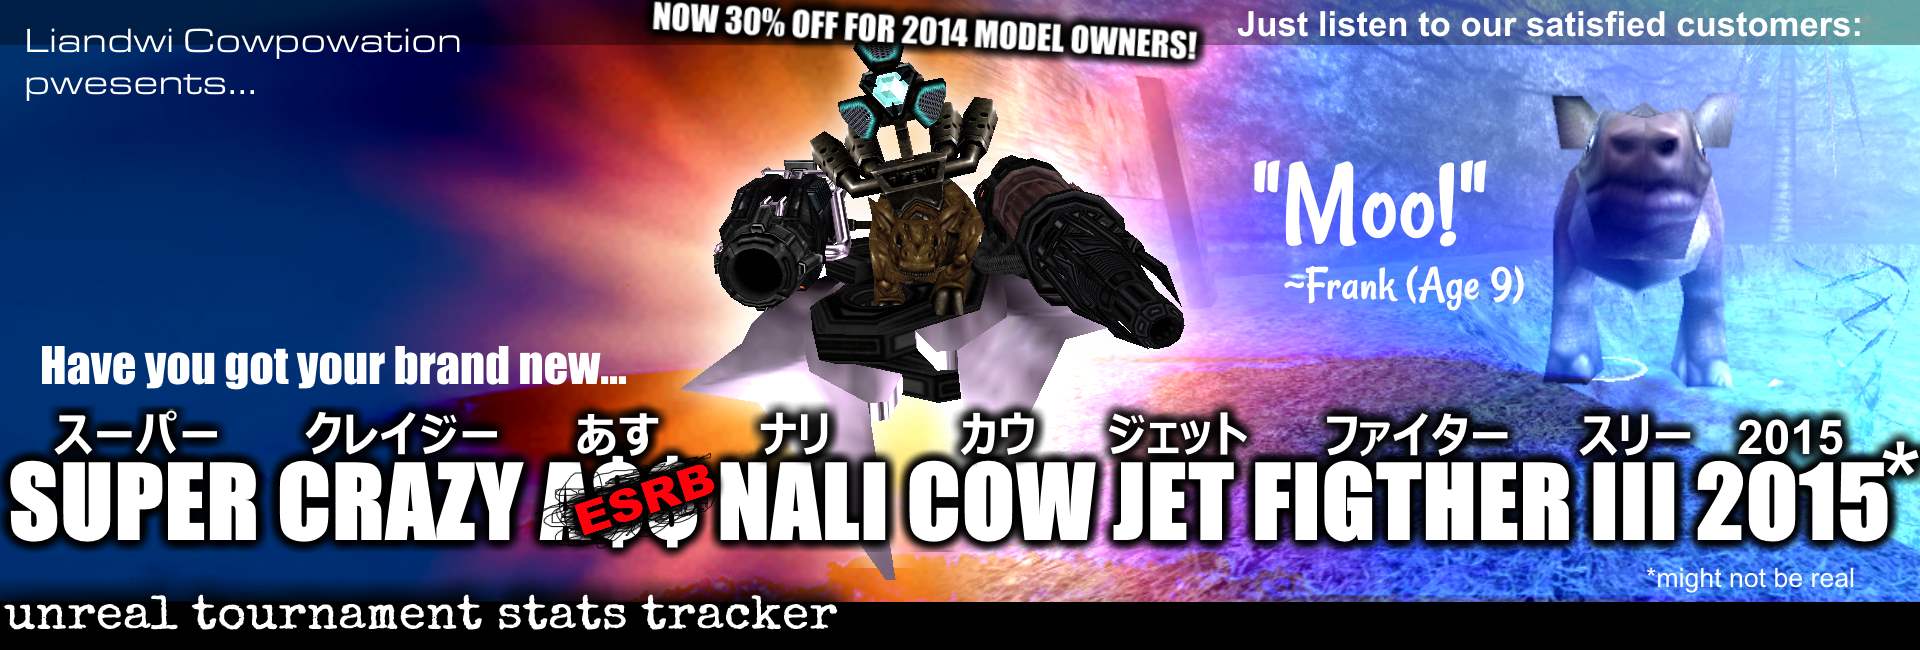 Liandwi Cowpowation
pwesents...
NOW 30% OFF FOR 2014 MODEL OWNERS!
Just listen to our satisfied customers:
"Moo!"
~Frank (Age 9)
Have you got your brand new...
スーパー クレイジー あす ナリ カウ ジェット ファイター スリー 2015
SUPER CRAZY A$$ ESRB NALI COW JET FIGTHER III 2015*
*might not be real
unreal tournament stats tracker